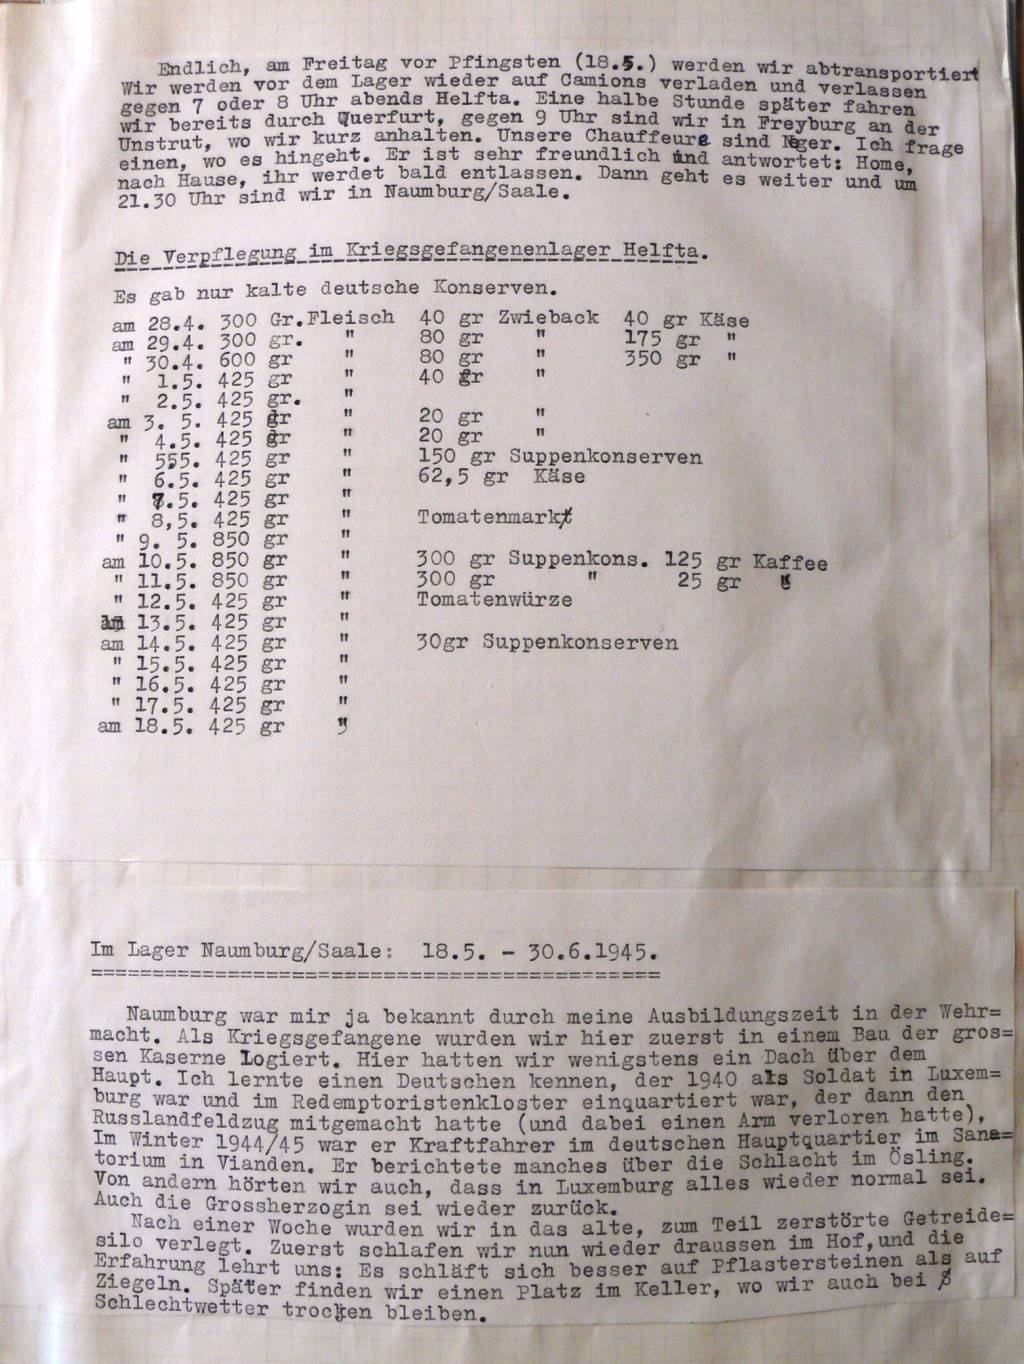 Endlich, am Freitag vor Pfingsten (18.5.) werden wir abtransportiert
Wir werden vor dem Lager wieder auf Camions verladen und verlassen
gegen 7 oder 8 Uhr abends Helfta. Eine halbe Stunde später fahren
wir bereits durch Querfurt, gegen 9 Uhr sind wir in Freyburg an der
Unstrut, wo wir kurz anhalten. Unsere Chauffeure sind Neger. Ich frage
einen, wo es hingeht. Er ist sehr freundlich und antwortet: Home,
nach Hause, ihr werdet bald entlassen. Dann geht es weiter und um
21.30 Uhr sind wir in Naumburg/Saale.
Die Verpflegung im Kriegsgefangenenlager Helfta.
Es gab nur kalte deutsche Konserven.
am 28.4. 300 Gr.Fleisch 40 gr Zwieback 40 gr Käse
am 29.4. 300 gr. " 80 gr " 175 gr "
" 30.4. 600 gr " 80 gr " 350 gr "
" 1.5. 425 gr " 40 gr "
" 2.5. 425 gr. "
am 3. 5. 425 gr " 20 gr "
" 4.5. 425 gr " 20 gr "
" 555. 425 gr " 150 gr Suppenkonserven
" 6.5. 425 gr " 62,5 gr Käse
" 7.5. 425 gr "
" 8,5. 425 gr " Tomatenmark
" 9. 5. 850 gr "
am 10.5. 850 gr " 300 gr Suppenkons. 125 gr Kaffee
" 11.5. 850 gr " 300 gr " 25 gr "
" 12.5. 425 gr " Tomatenwürze
am 13.5. 425 gr "
am 14.5. 425 gr " 30gr Suppenkonserven
" 15.5. 425 gr "
" 16.5. 425 gr "
" 17.5. 425 gr "
am 18.5. 425 gr "
Im Lager Naumburg/Saale: 18.5. - 30.6.1945.
==============================================
Naumburg war mir ja bekannt durch meine Ausbildungszeit in der Wehr=
macht. Als Kriegsgefangene wurden wir hier zuerst in einem Bau der gros=
sen Kaserne Logiert. Hier hatten wir wenigstens ein Dach über dem
Haupt. Ich lernte einen Deutschen kennen, der 1940 als Soldat in Luxem=
burg war und im Redemptoristenkloster einquartiert war, der dann den
Russlandfeldzug mitgemacht hatte (und dabei einen Arm verloren hatte),
Im Winter 1944/45 war er Kraftfahrer im deutschen Hauptquartier im Sana=
torium in Vianden. Er berichtete manches über die Schlacht im Ösling.
Von andern hörten wir auch, dass in Luxemburg alles wieder normal sei.
Auch die Grossherzogin sei wieder zurück.
Nach einer Woche wurden wir in das alte, zum Teil zerstörte Getreide=
silo verlegt. Zuerst schlafen wir nun wieder draussen im Hof,und die
Erfahrung lehrt uns: Es schläft sich besser auf Pflastersteinen als auf
Ziegeln. Später finden wir einen Platz im Keller, wo wir auch bei
Schlechtwetter trocken bleiben.